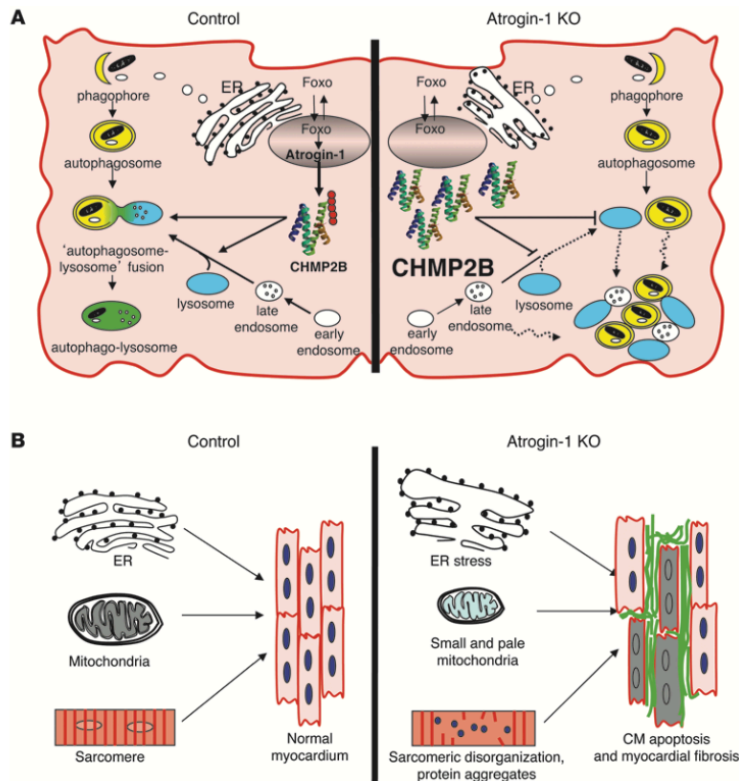 A
Control
Atrogin-1 KO
phagophore
ER
Foxo
Foxo
Atrogin-1
autophagosome
CHMP2B
'autophagosome-
lysosome' fusion
lysosome
late
endosome
early
endosome
autophago-lysosome
Foxo
Foxo
ER
phagophore
autophagosome
CHMP2B
early
endosome
late
endosome
lysosome
B
Control
Atrogin-1 KO
ER
Mitochondria
Sarcomere
Normal
myocardium
ER stress
Small and pale
mitochondria
Sarcomeric disorganization,
protein aggregates
CM apoptosis
and myocardial fibrosis